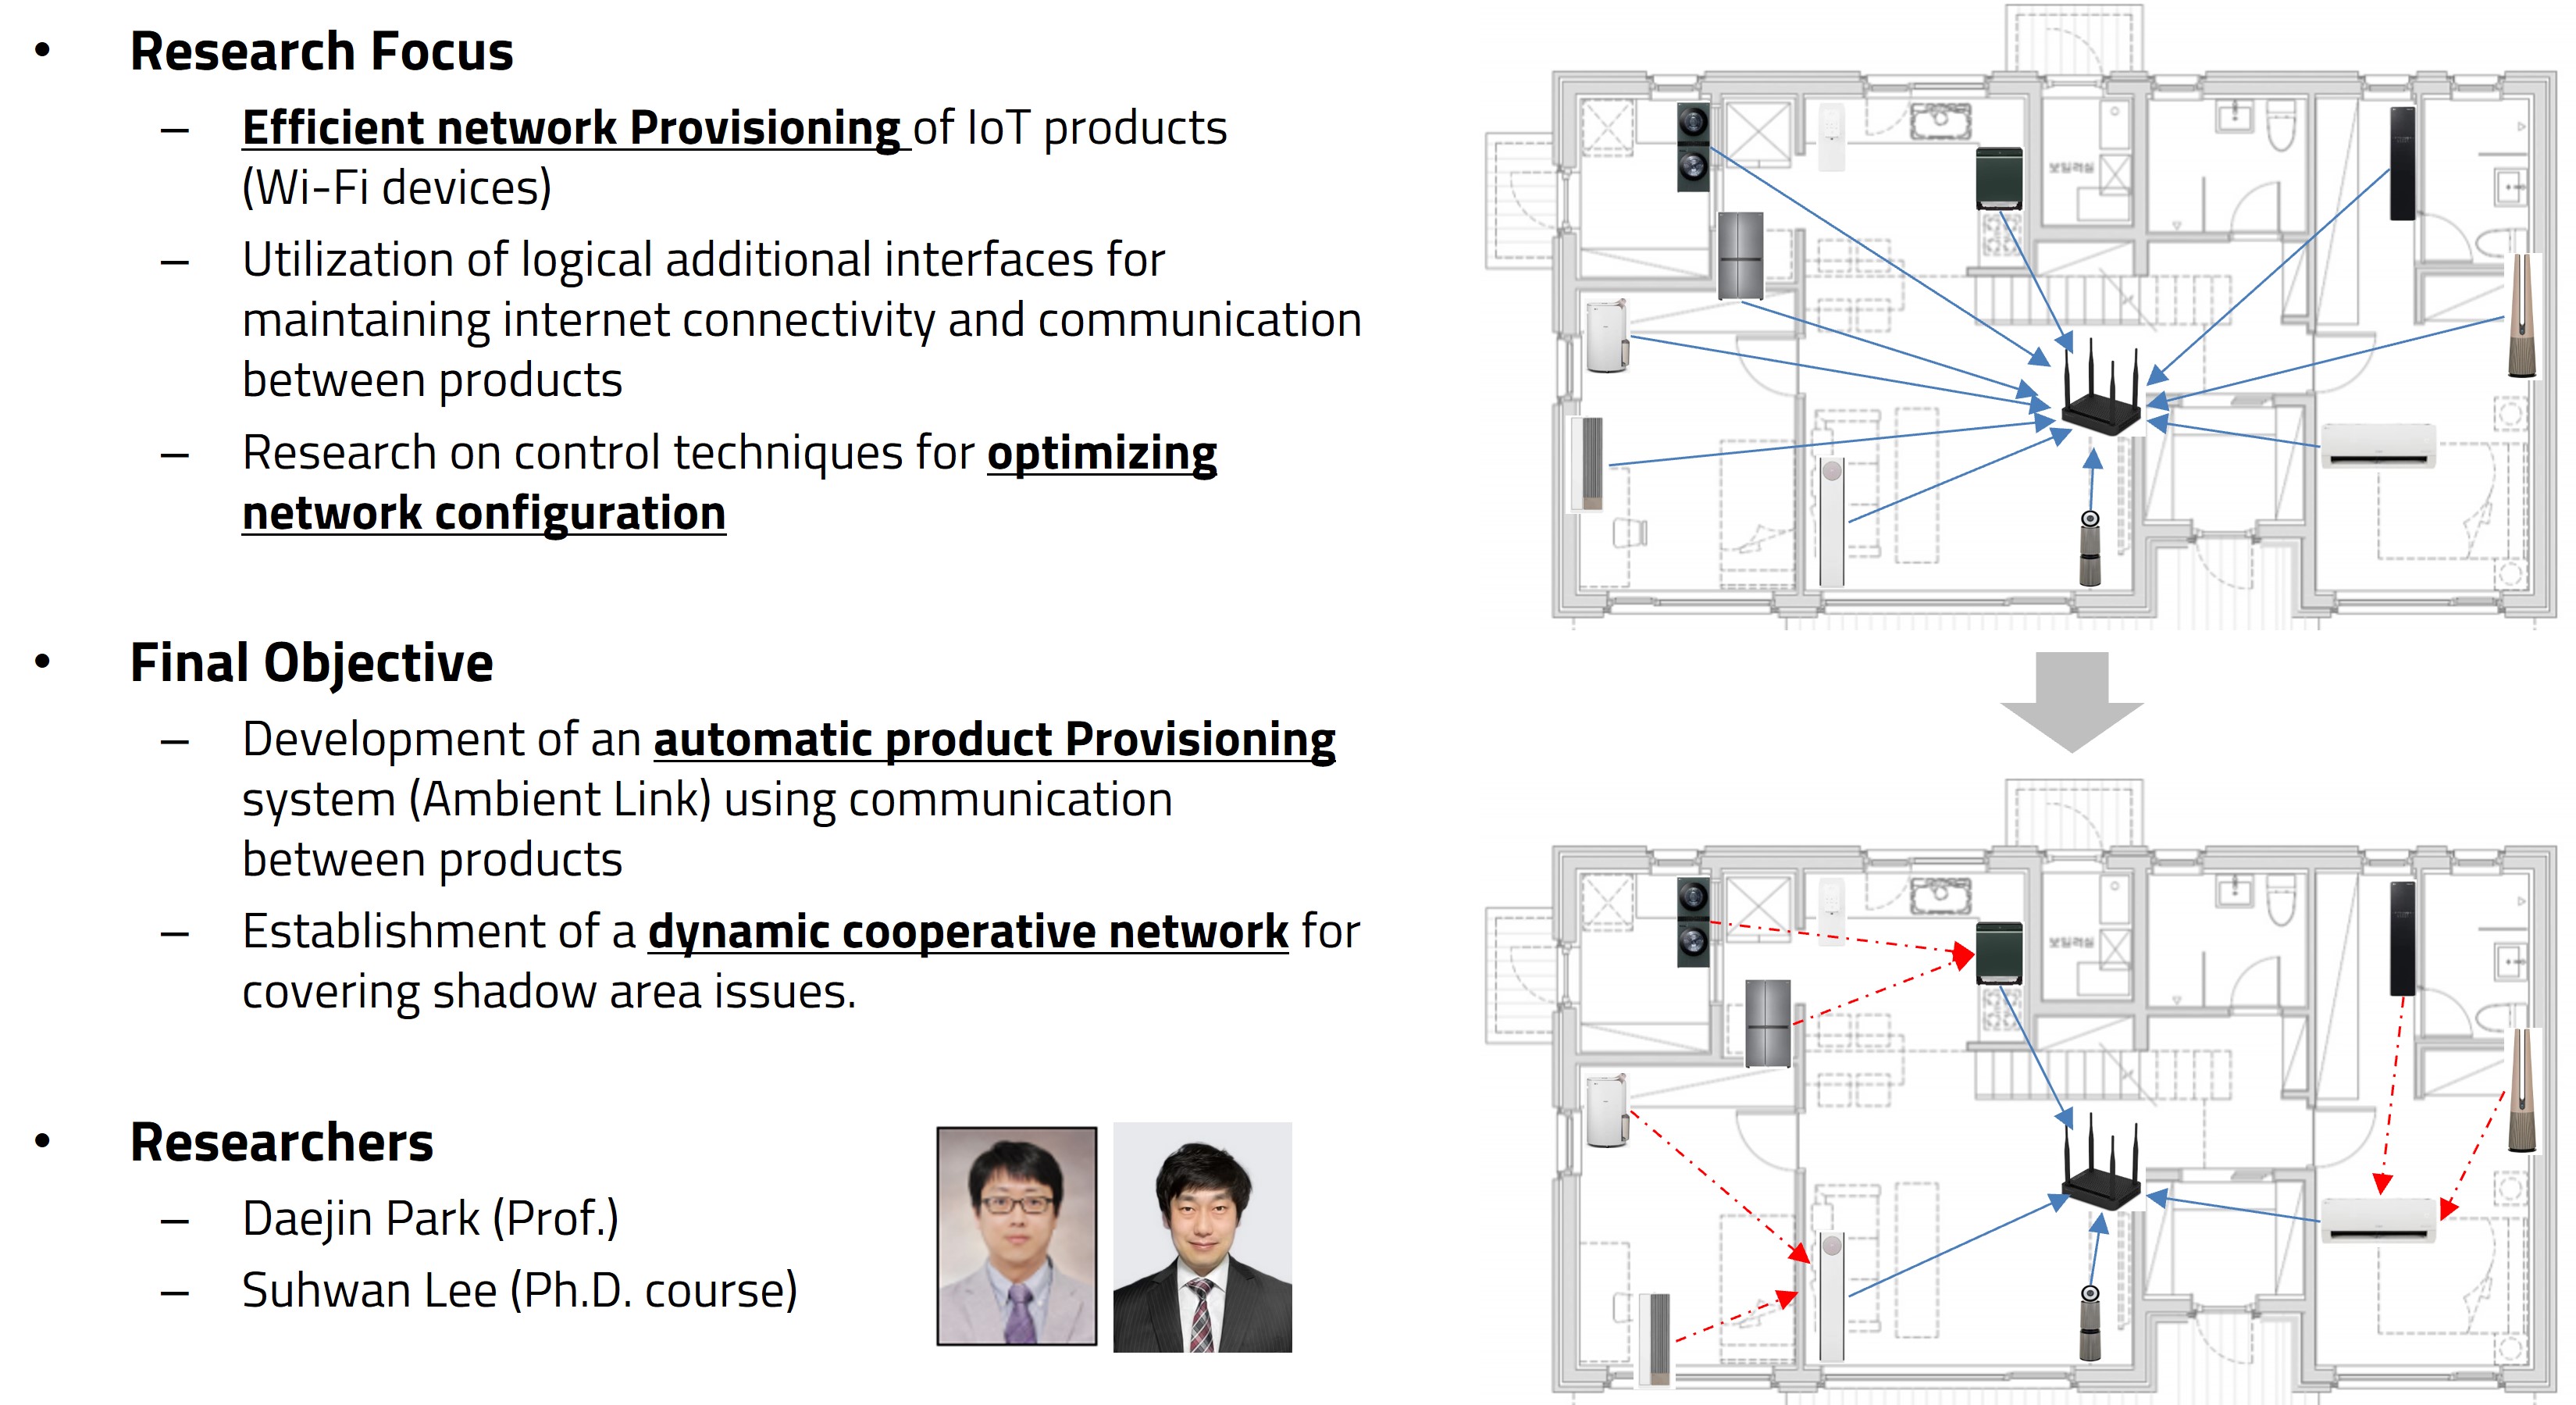 • Research Focus
– Efficient network Provisioning of IoT products
(Wi-Fi devices)
– Utilization of logical additional interfaces for
maintaining internet connectivity and communication
between products
– Research on control techniques for optimizing
network configuration
• Final Objective
– Development of an automatic product Provisioning
system (Ambient Link) using communication
between products
– Establishment of a dynamic cooperative network for
covering shadow area issues.
• Researchers
– Daejin Park (Prof.)
– Suhwan Lee (Ph.D. course)